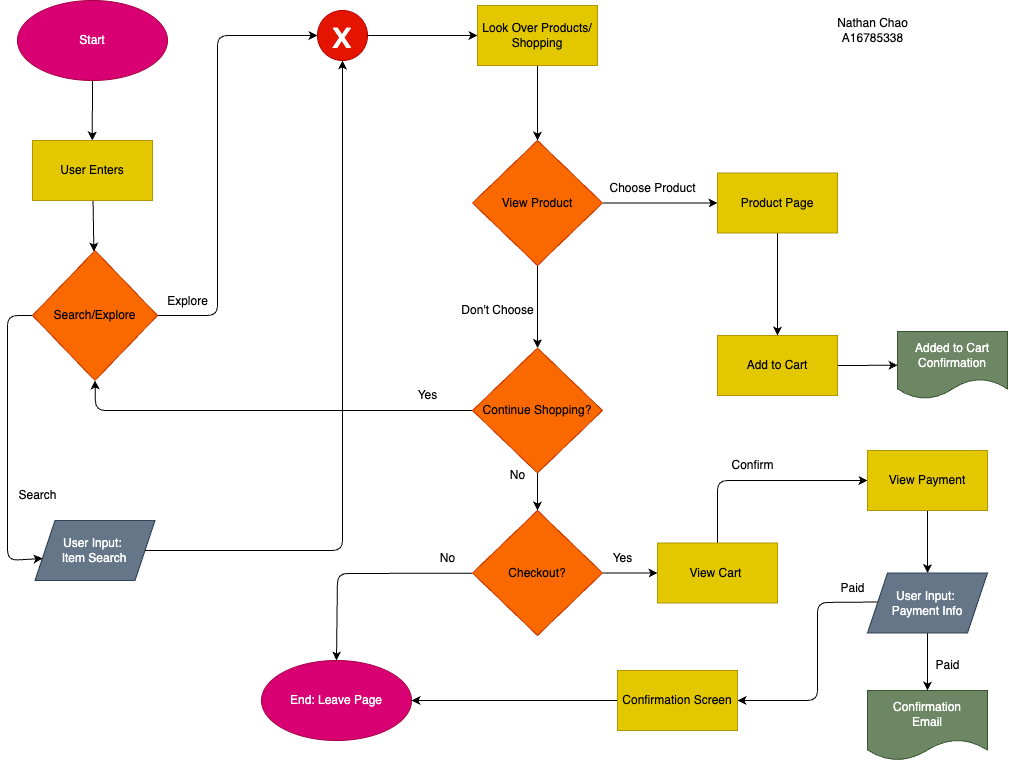 Start
X
Look Over Products/
Shopping
Nathan Chao
A16785338
User Enters
View Product
Choose Product
Product Page
Search/Explore
Explore
Don't Choose
Add to Cart
Added to Cart
Confirmation
Yes
Continue Shopping?
No
Search
Confirm
View Payment
User Input:
Item Search
No
Checkout?
Yes
View Cart
Paid
User Input:
Payment Info
Paid
End: Leave Page
Confirmation Screen
Confirmation
Email